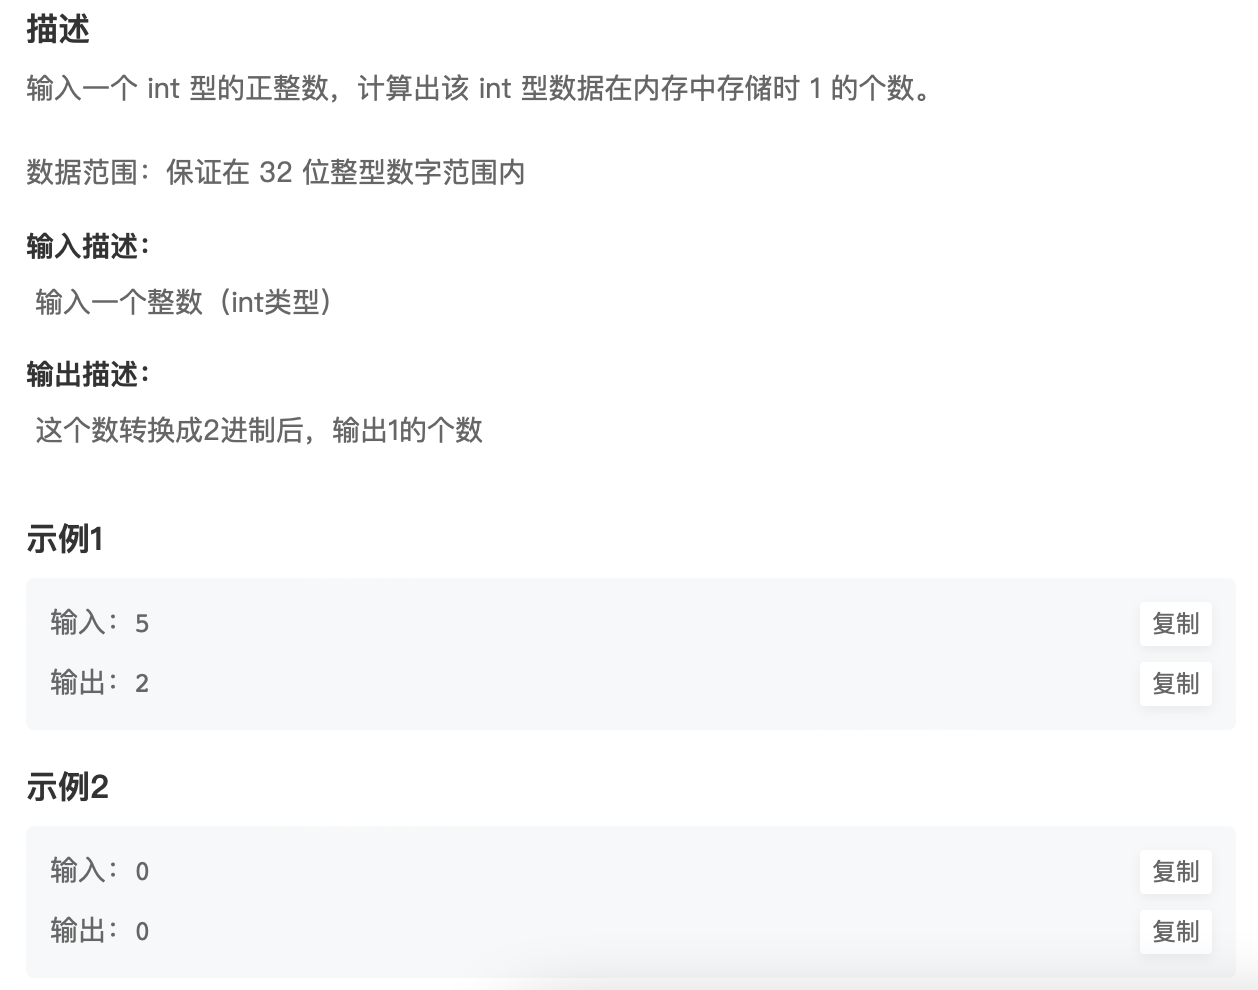 描述
输入一个 int 型的正整数，计算出该 int 型数据在内存中存储时 1 的个数。
数据范围：保证在 32 位整型数字范围内
输入描述：
输入一个整数（int类型）
输出描述：
这个数转换成2进制后，输出1的个数
示例1
输入：5
复制
输出：2
复制
示例2
输入：0
复制
输出：0
复制